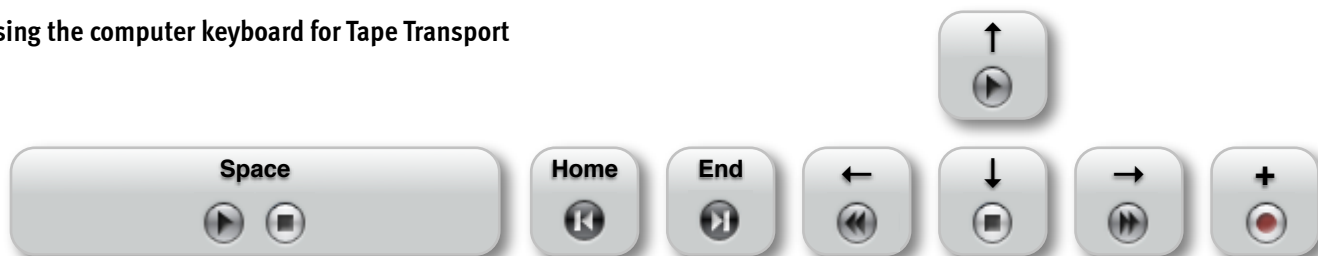 sing the computer keyboard for Tape Transport
↑
Space Home End ← ↓ → +